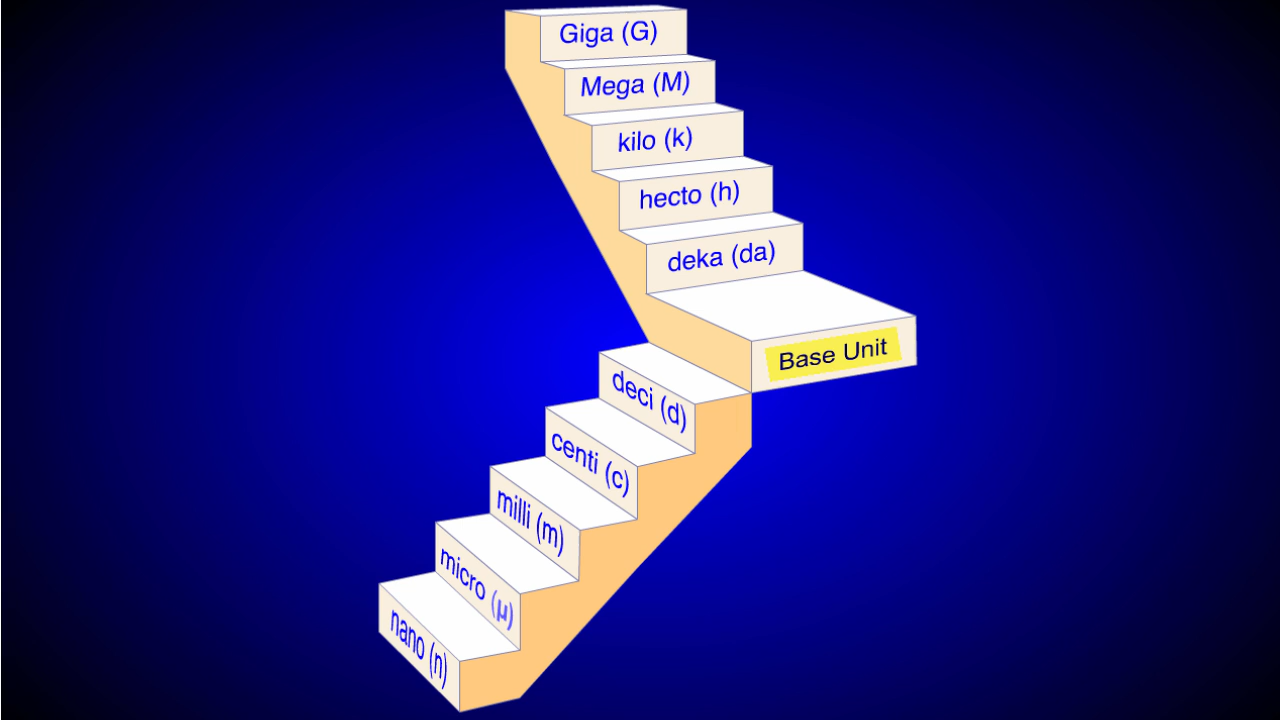 Giga (G)
Mega (M)
kilo (k)
hecto (h)
deka (da)
Base Unit
deci (d)
centi (c)
milli (m)
micro (µ)
nano (n)